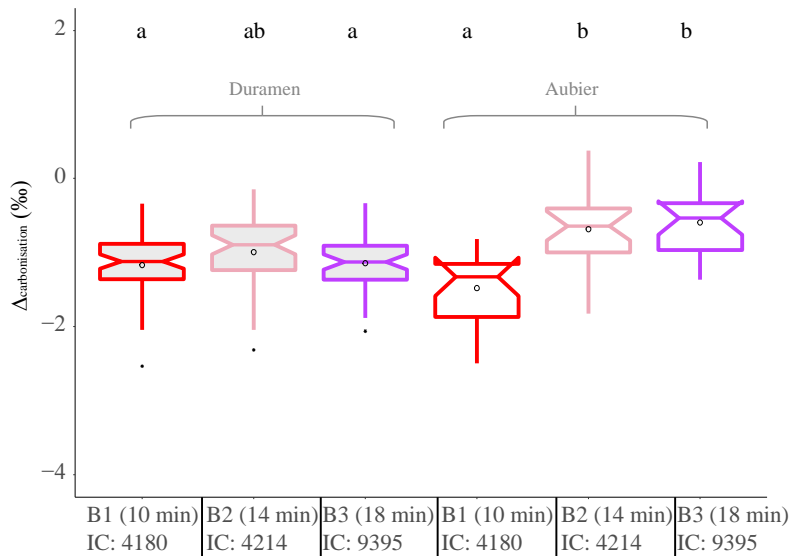 2
a
ab
a
a
b
b
Duramen
Aubier
0
Δcarbonisation (‰)
−2
−4
B1 (10 min)
IC: 4180
B2 (14 min)
IC: 4214
B3 (18 min)
IC: 9395
B1 (10 min)
IC: 4180
B2 (14 min)
IC: 4214
B3 (18 min)
IC: 9395